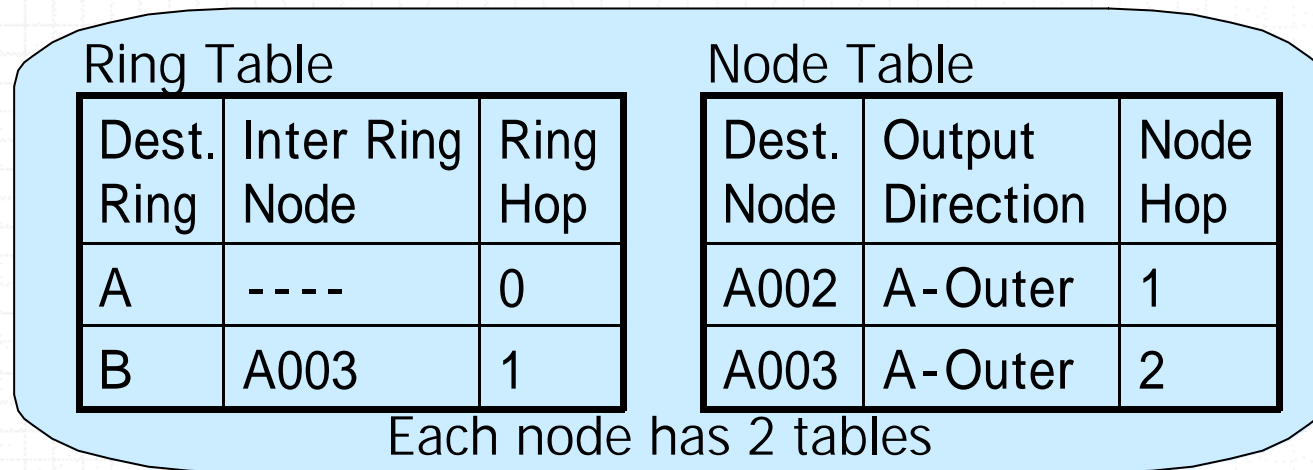 Ring Table
Dest. Ring | Inter Ring Node | Ring Hop
A | ---- | 0
B | A003 | 1
Node Table
Dest. Node | Output Direction | Node Hop
A002 | A-Outer | 1
A003 | A-Outer | 2
Each node has 2 tables